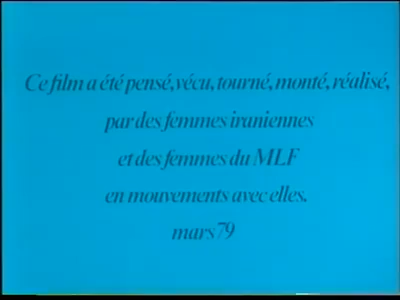 Ce film a été pensé, vécu, tourné, monté, réalisé,
par des femmes iraniennes
et des femmes du MLF
en mouvements avec elles.
mars 79